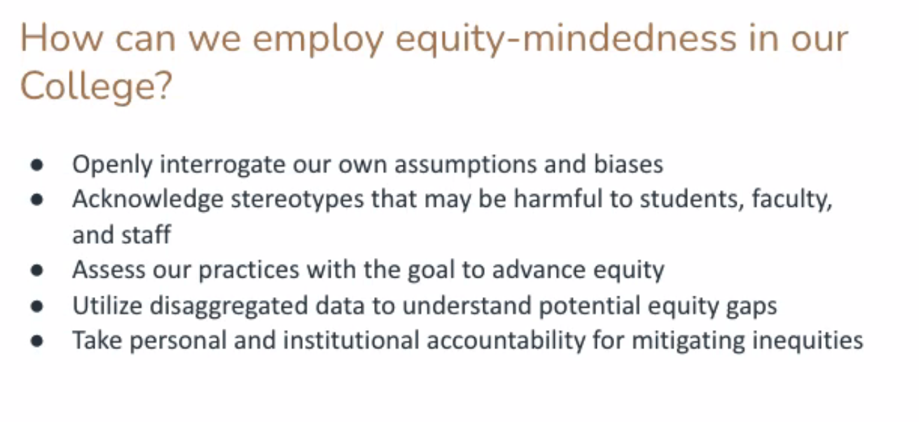 How can we employ equity-mindedness in our
College?
● Openly interrogate our own assumptions and biases
● Acknowledge stereotypes that may be harmful to students, faculty,
and staff
● Assess our practices with the goal to advance equity
● Utilize disaggregated data to understand potential equity gaps
● Take personal and institutional accountability for mitigating inequities